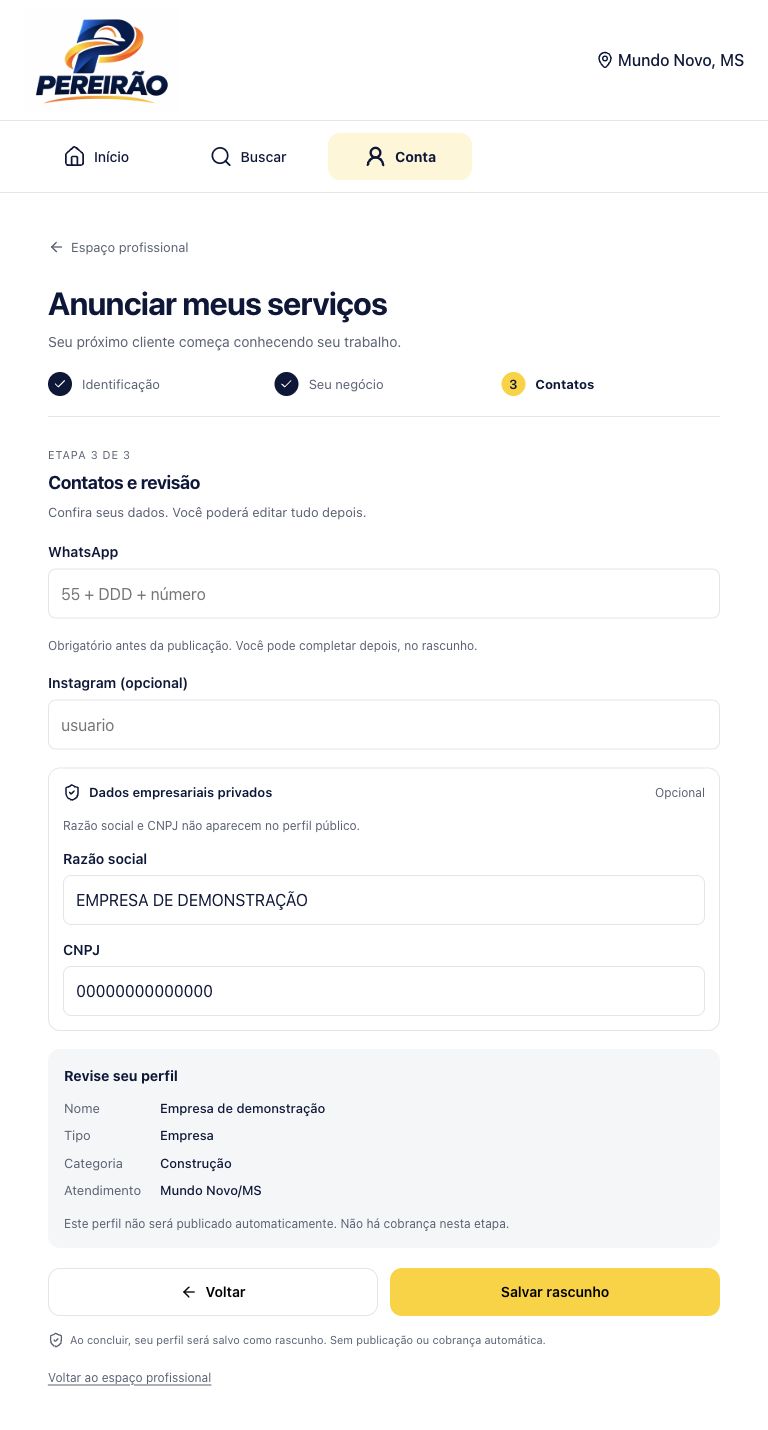 PEREIRÃO
Mundo Novo, MS
Início
Buscar
Conta
Espaço profissional
Anunciar meus serviços
Seu próximo cliente começa conhecendo seu trabalho.
Identificação
Seu negócio
3 Contatos
ETAPA 3 DE 3
Contatos e revisão
Confira seus dados. Você poderá editar tudo depois.
WhatsApp
55 + DDD + número
Obrigatório antes da publicação. Você pode completar depois, no rascunho.
Instagram (opcional)
usuario
Dados empresariais privados
Opcional
Razão social e CNPJ não aparecem no perfil público.
Razão social
EMPRESA DE DEMONSTRAÇÃO
CNPJ
00000000000000
Revise seu perfil
Nome Empresa de demonstração
Tipo Empresa
Categoria Construção
Atendimento Mundo Novo/MS
Este perfil não será publicado automaticamente. Não há cobrança nesta etapa.
Voltar
Salvar rascunho
Ao concluir, seu perfil será salvo como rascunho. Sem publicação ou cobrança automática.
Voltar ao espaço profissional